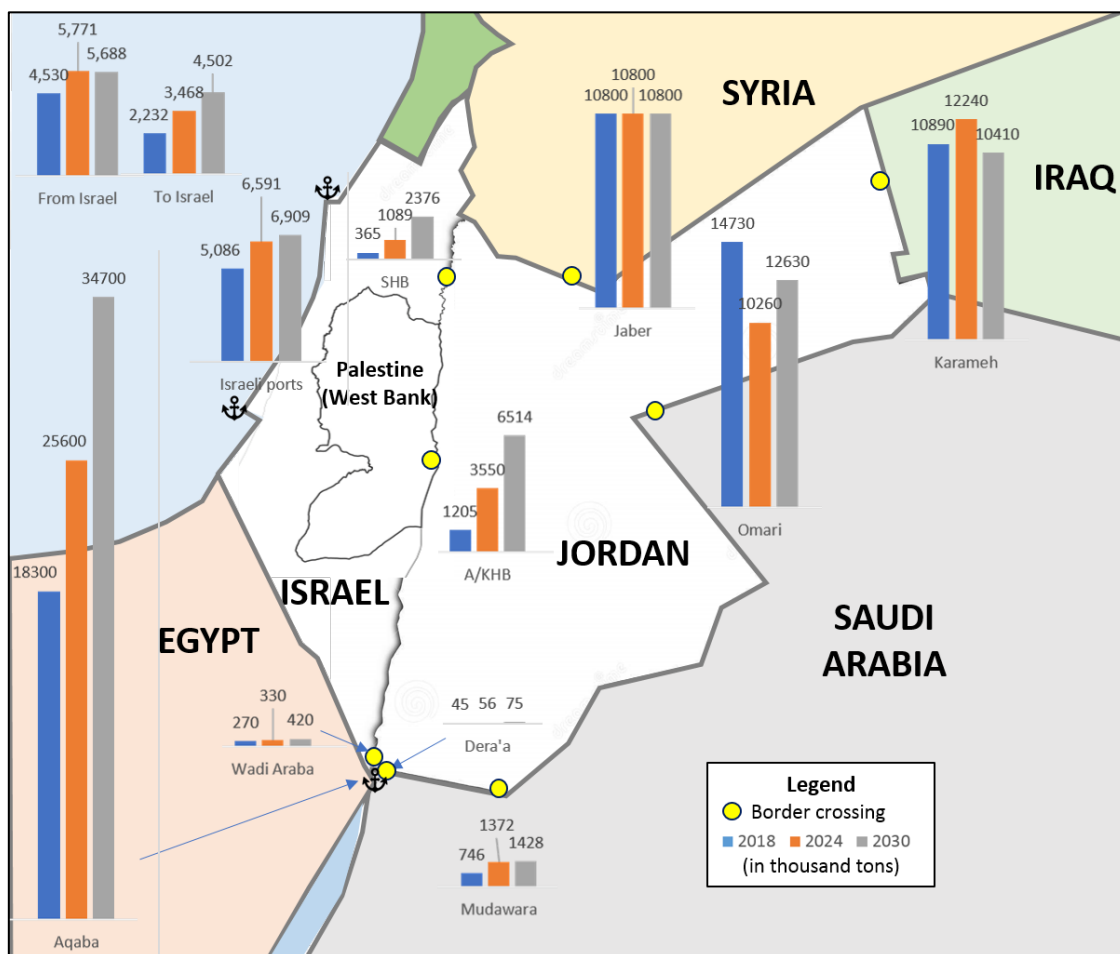 5,771
4,530
5,688
From Israel
2,232
3,468
4,502
To Israel
5,086
6,591
6,909
Israeli ports
365
1089
2376
SHB
SYRIA
10800
10800
10800
Jaber
IRAQ
10890
12240
10410
Karameh
14730
10260
12630
Omari
Palestine
(West Bank)
1205
3550
6514
A/KHB
JORDAN
ISRAEL
EGYPT
SAUDI
ARABIA
18300
25600
34700
Aqaba
270
330
420
Wadi Araba
45 56 75
Dera'a
746
1372
1428
Mudawara
Legend
Border crossing
2018 2024 2030
(in thousand tons)